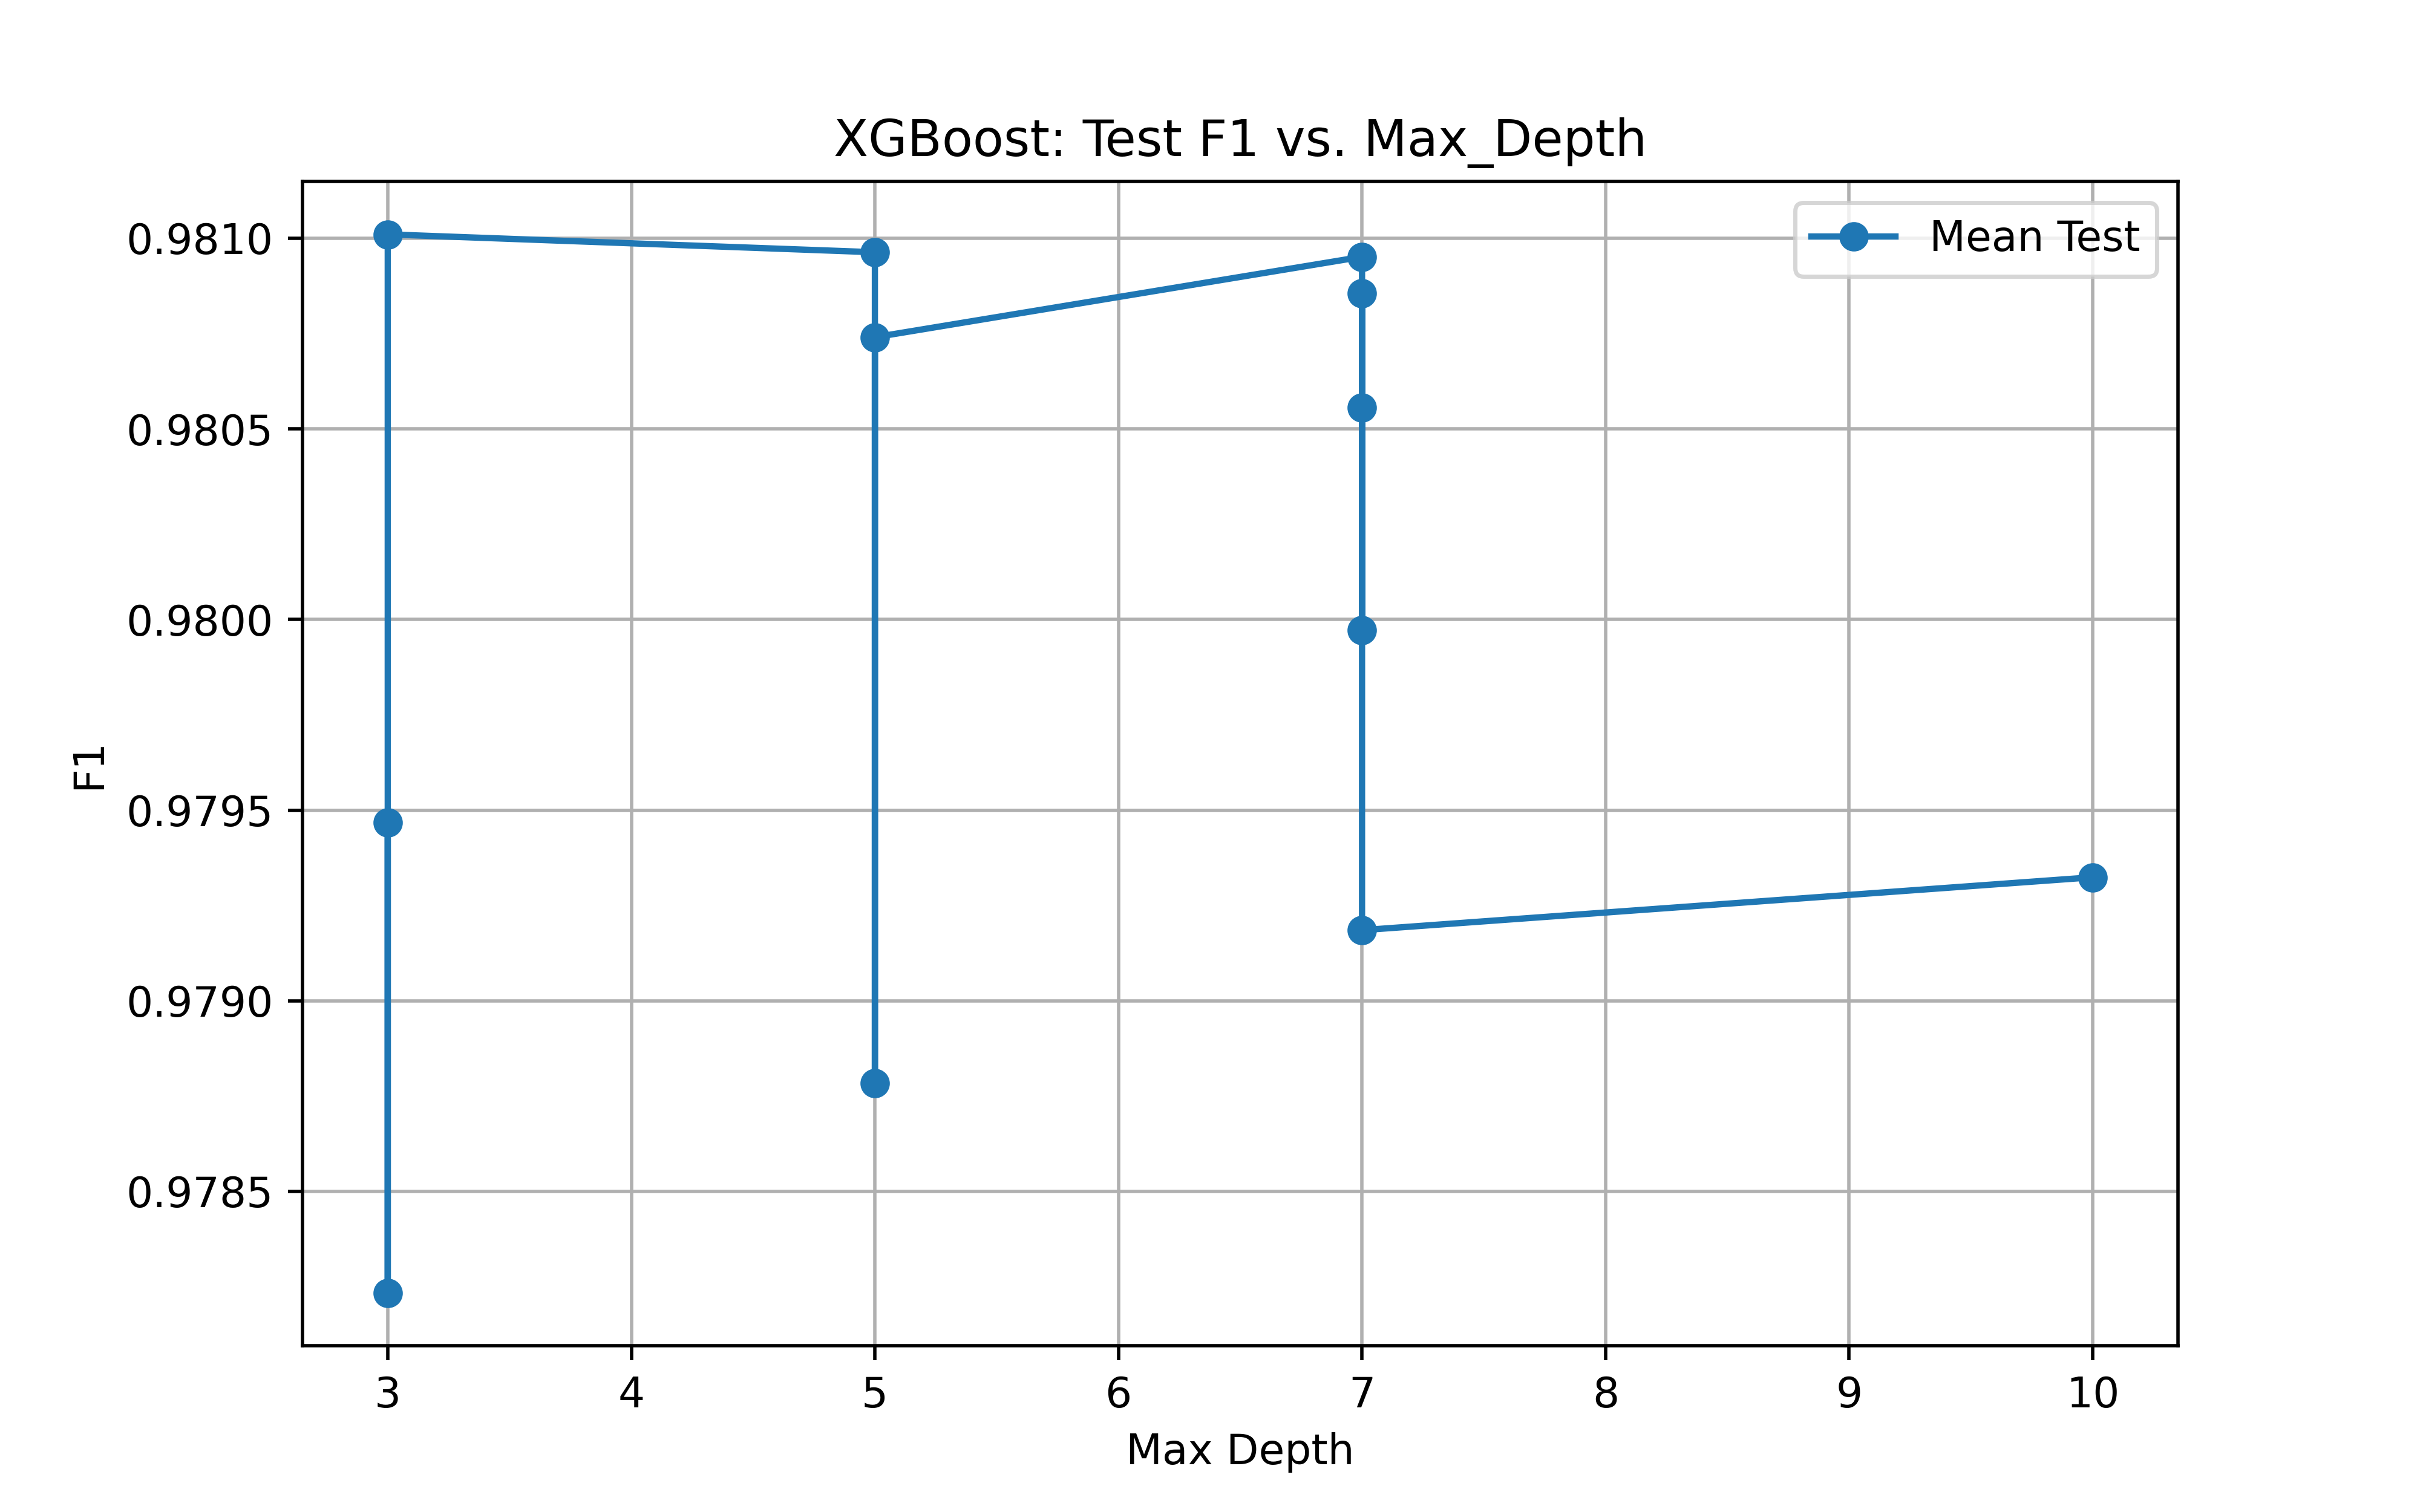 XGBoost: Test F1 vs. Max_Depth
Mean Test
0.9810
0.9805
0.9800
0.9795
0.9790
0.9785
F1
3 4 5 6 7 8 9 10
Max Depth